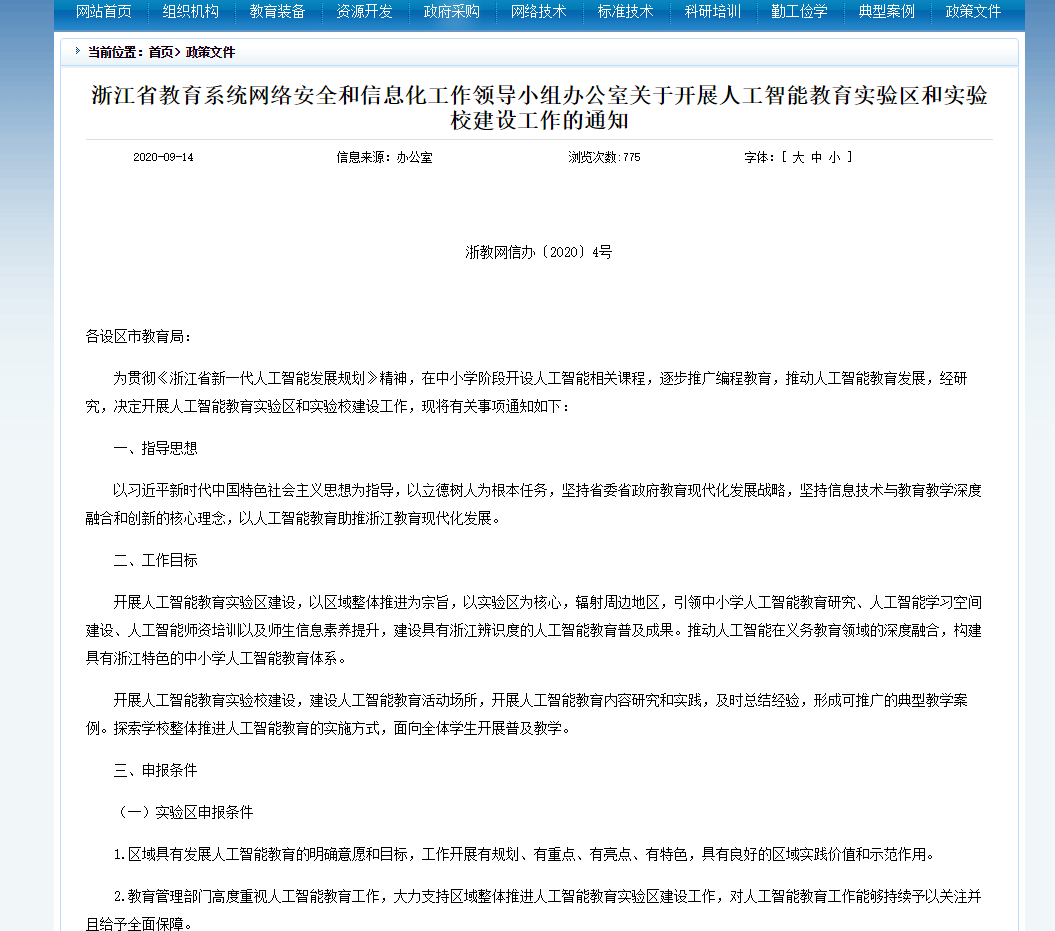 网站首页 组织机构 教育装备 资源开发 政府采购 网络技术 标准技术 科研培训 勤工俭学 典型案例 政策文件
当前位置：首页> 政策文件
浙江省教育系统网络安全和信息化工作领导小组办公室关于开展人工智能教育实验区和实验
校建设工作的通知
2020-09-14 信息来源：办公室 浏览次数:775 字体：[ 大 中 小 ]
浙教网信办〔2020〕4号
各设区市教育局：
为贯彻《浙江省新一代人工智能发展规划》精神，在中小学阶段开设人工智能相关课程，逐步推广编程教育，推动人工智能教育发展，经研
究，决定开展人工智能教育实验区和实验校建设工作，现将有关事项通知如下：
一、指导思想
以习近平新时代中国特色社会主义思想为指导，以立德树人为根本任务，坚持省委省政府教育现代化发展战略，坚持信息技术与教育教学深度
融合和创新的核心理念，以人工智能教育助推浙江教育现代化发展。
二、工作目标
开展人工智能教育实验区建设，以区域整体推进为宗旨，以实验区为核心，辐射周边地区，引领中小学人工智能教育研究、人工智能学习空间
建设、人工智能师资培训以及师生信息素养提升，建设具有浙江辨识度的人工智能教育普及成果。推动人工智能在义务教育领域的深度融合，构建
具有浙江特色的中小学人工智能教育体系。
开展人工智能教育实验校建设，建设人工智能教育活动场所，开展人工智能教育内容研究和实践，及时总结经验，形成可推广的典型教学案
例。探索学校整体推进人工智能教育的实施方式，面向全体学生开展普及教学。
三、申报条件
（一）实验区申报条件
1.区域具有发展人工智能教育的明确意愿和目标，工作开展有规划、有重点、有亮点、有特色，具有良好的区域实践价值和示范作用。
2.教育管理部门高度重视人工智能教育工作，大力支持区域整体推进人工智能教育实验区建设工作，对人工智能教育工作能够持续予以关注并
且给予全面保障。